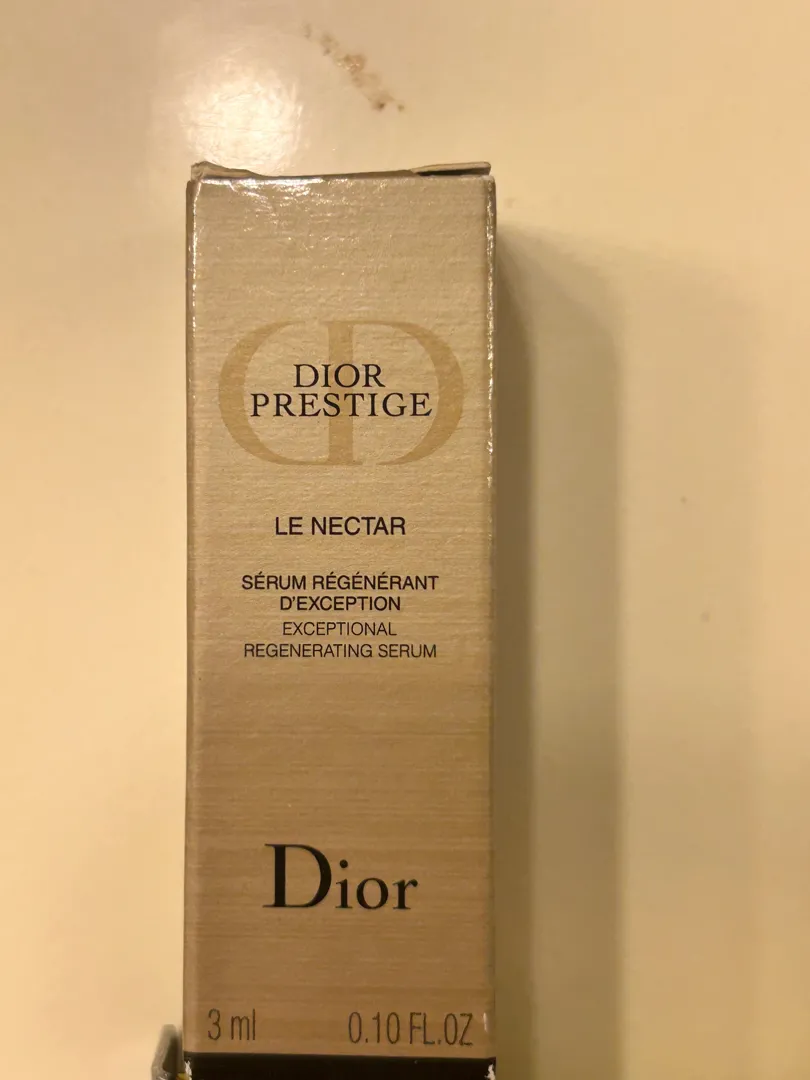 DIOR
PRESTIGE
LE NECTAR
SÉRUM RÉGÉNÉRANT
D'EXCEPTION
EXCEPTIONAL
REGENERATING SERUM
Dior
3 ml 0.10 FL.OZ